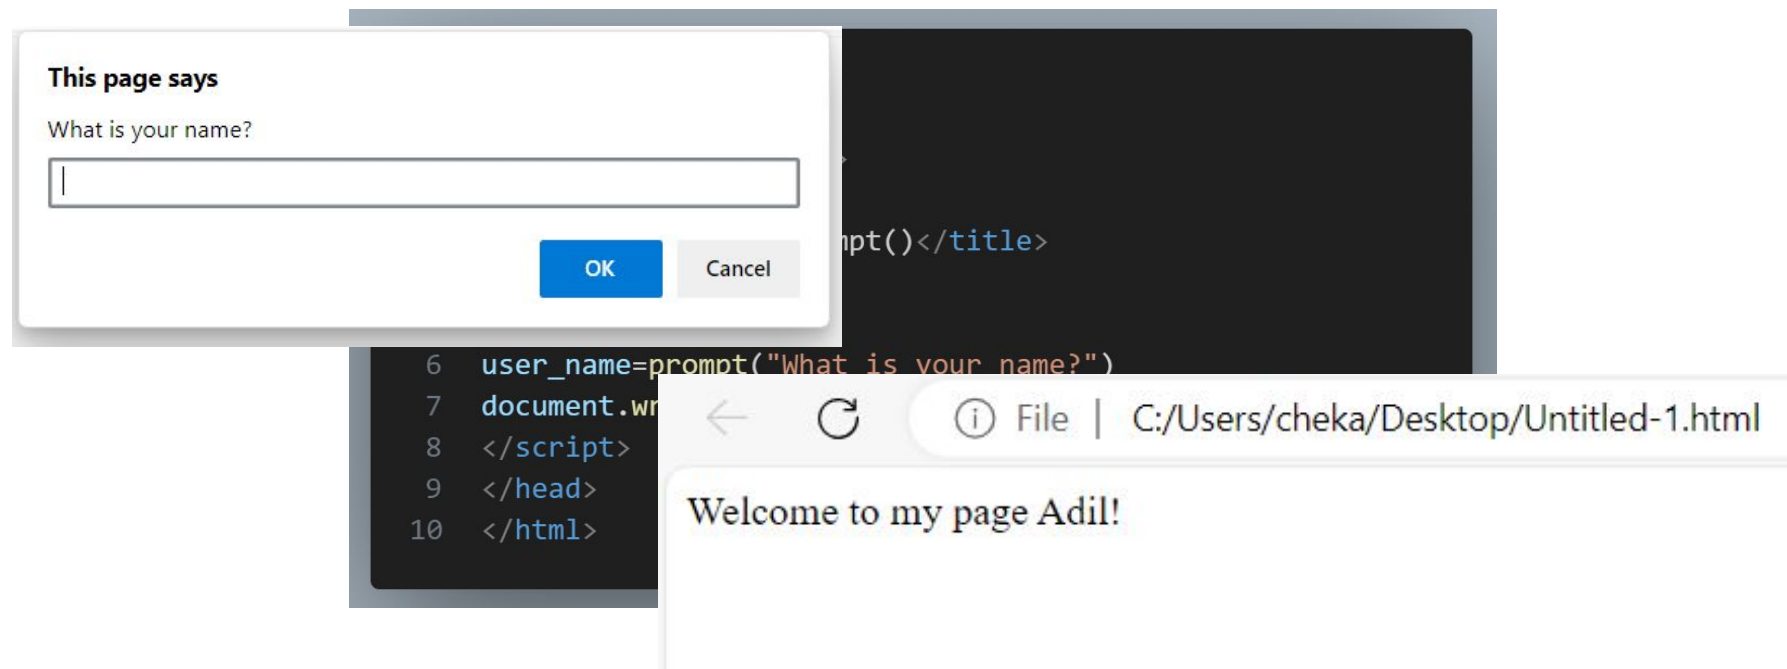 This page says
What is your name?
OK Cancel
mpt()</title>
6 user_name=prompt("What is your name?")
7 document.wr
8 </script>
9 </head>
10 </html>
File | C:/Users/cheka/Desktop/Untitled-1.html
Welcome to my page Adil!